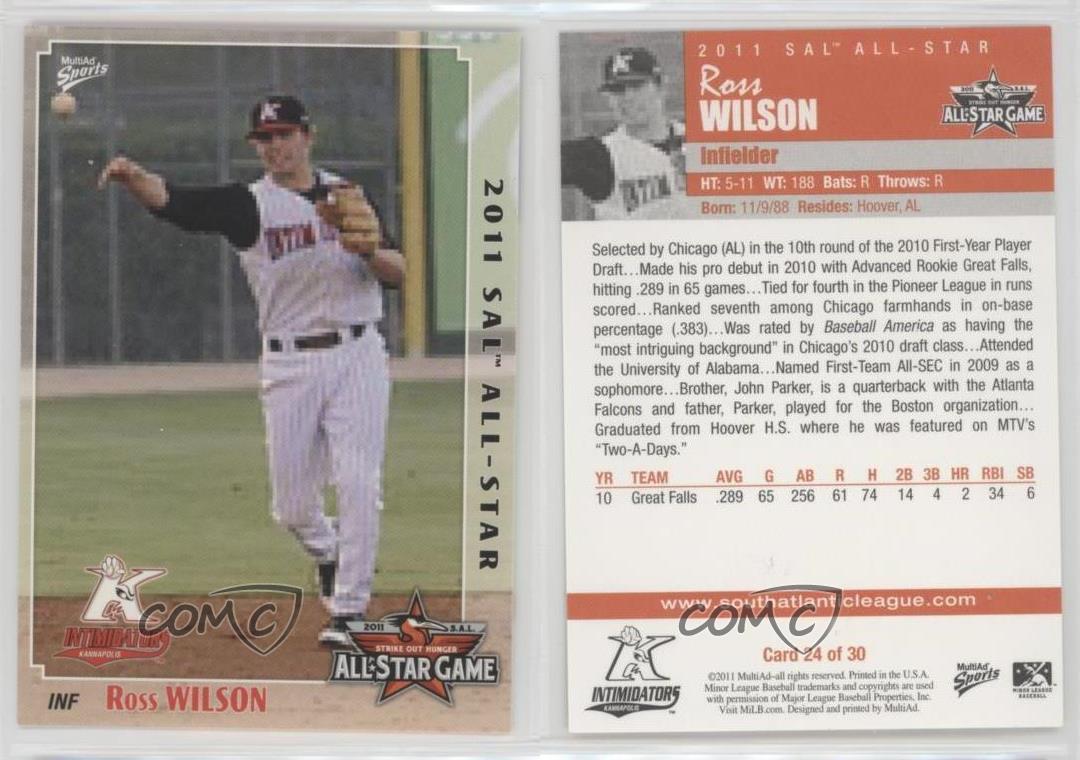 MultiAd
Sports
K
USTIN
2011 SAL™ ALL-STAR
K
INTIMIDATORS
KANNAPOLIS
2011 S.A.L.
STRIKE OUT HUNGER
ALL-STAR GAME
INF Ross WILSON
COMC
2011 SAL™ ALL-STAR
Ross
WILSON
2011 S.A.L.
STRIKE OUT HUNGER
ALL-STAR GAME
Infielder
HT: 5-11 WT: 188 Bats: R Throws: R
Born: 11/9/88 Resides: Hoover, AL
Selected by Chicago (AL) in the 10th round of the 2010 First-Year Player
Draft...Made his pro debut in 2010 with Advanced Rookie Great Falls,
hitting .289 in 65 games...Tied for fourth in the Pioneer League in runs
scored...Ranked seventh among Chicago farmhands in on-base
percentage (.383)...Was rated by Baseball America as having the
“most intriguing background” in Chicago’s 2010 draft class...Attended
the University of Alabama...Named First-Team All-SEC in 2009 as a
sophomore...Brother, John Parker, is a quarterback with the Atlanta
Falcons and father, Parker, played for the Boston organization...
Graduated from Hoover H.S. where he was featured on MTV’s
“Two-A-Days.”
YR TEAM AVG G AB R H 2B 3B HR RBI SB
10 Great Falls .289 65 256 61 74 14 4 2 34 6
www.southatlanticleague.com
COMC
Card 24 of 30
K
INTIMIDATORS™
KANNAPOLIS
©2011 MultiAd-all rights reserved. Printed in the U.S.A.
Minor League Baseball trademarks and copyrights are used
with permission of Major League Baseball Properties, Inc.
Visit MiLB.com. Designed and printed by MultiAd.
MultiAd
Sports
MINOR LEAGUE
BASEBALL